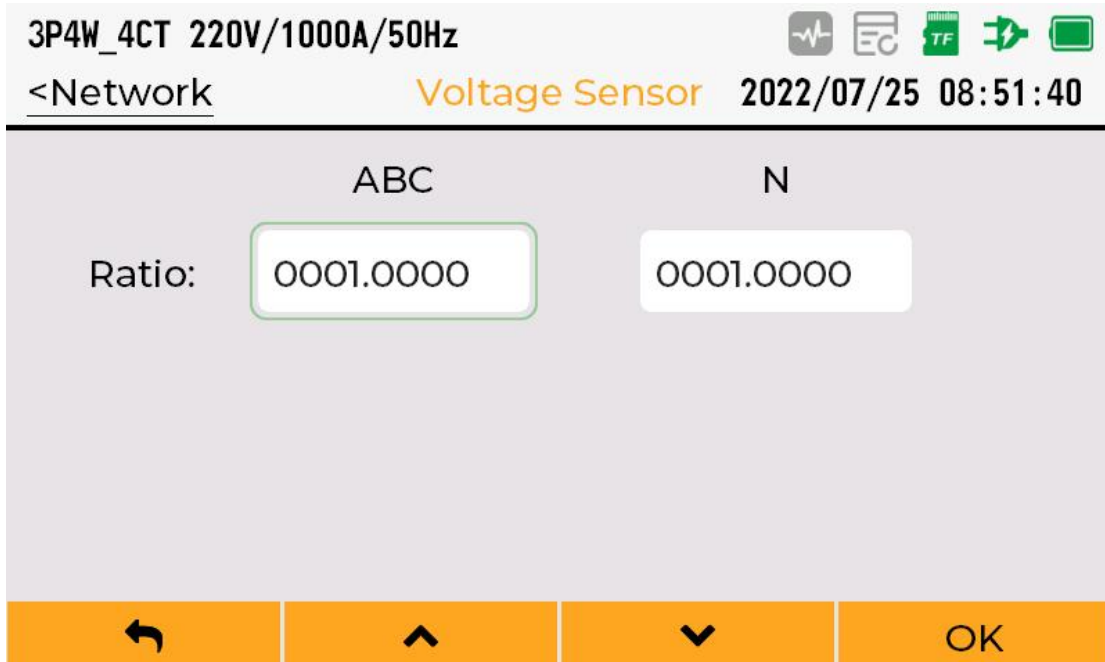 3P4W_4CT 220V/1000A/50Hz
TF
<Network Voltage Sensor 2022/07/25 08:51:40
ABC N
Ratio: 0001.0000 0001.0000
OK